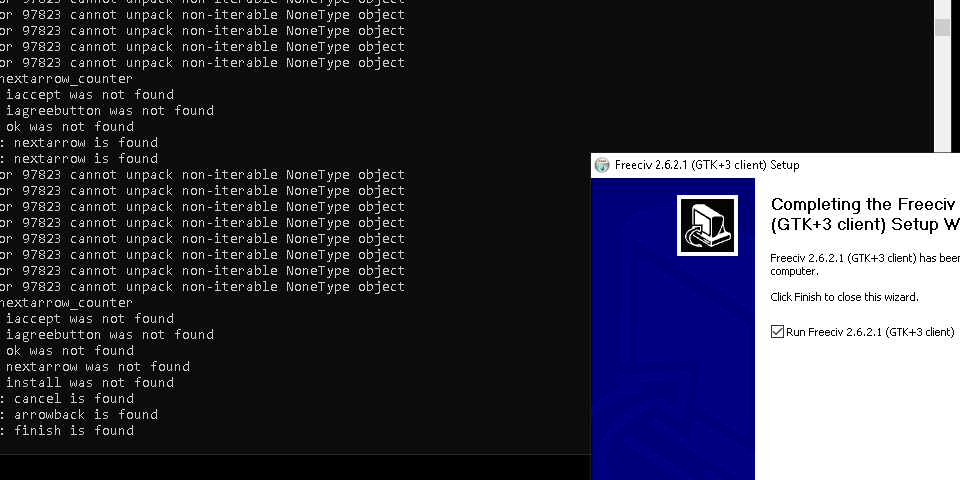 or 97823 cannot unpack non-iterable NoneType object
or 97823 cannot unpack non-iterable NoneType object
or 97823 cannot unpack non-iterable NoneType object
or 97823 cannot unpack non-iterable NoneType object
or 97823 cannot unpack non-iterable NoneType object
nextarrow_counter
iaccept was not found
iagreebutton was not found
ok was not found
: nextarrow is found
: nextarrow is found
or 97823 cannot unpack non-iterable NoneType object
or 97823 cannot unpack non-iterable NoneType object
or 97823 cannot unpack non-iterable NoneType object
or 97823 cannot unpack non-iterable NoneType object
or 97823 cannot unpack non-iterable NoneType object
or 97823 cannot unpack non-iterable NoneType object
or 97823 cannot unpack non-iterable NoneType object
or 97823 cannot unpack non-iterable NoneType object
nextarrow_counter
iaccept was not found
iagreebutton was not found
ok was not found
nextarrow was not found
install was not found
: cancel is found
: arrowback is found
: finish is found
Freeciv 2.6.2.1 (GTK+3 client) Setup
Completing the Freeciv
(GTK+3 client) Setup W
Freeciv 2.6.2.1 (GTK+3 client) has been
computer.
Click Finish to close this wizard.
Run Freeciv 2.6.2.1 (GTK+3 client)